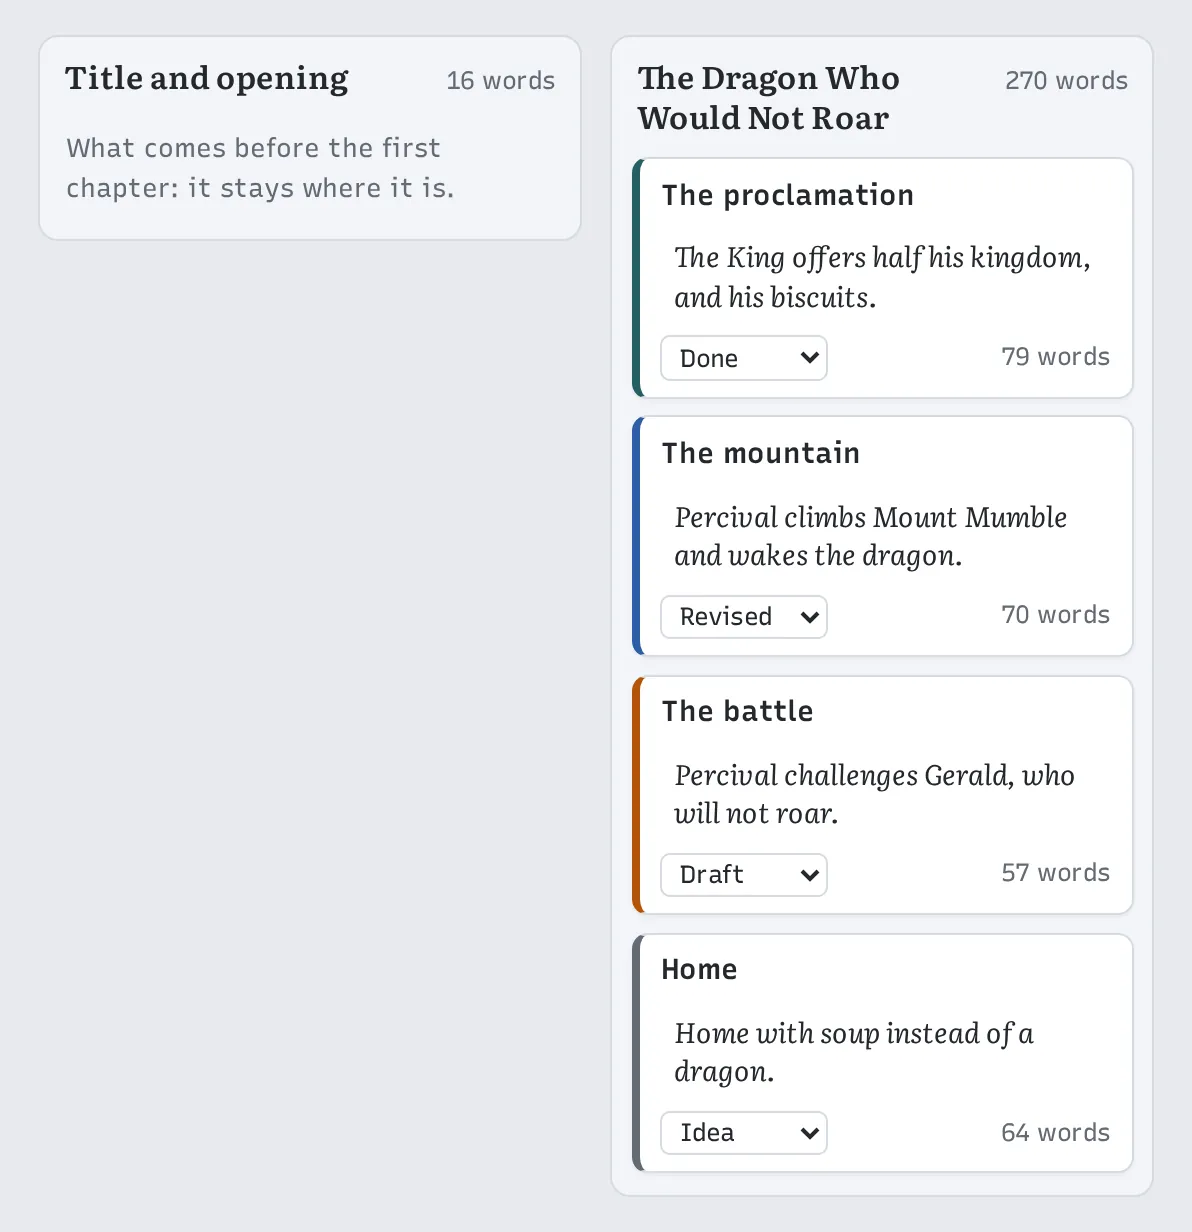 Title and opening
16 words
What comes before the first
chapter: it stays where it is.
The Dragon Who
Would Not Roar
270 words
The proclamation
The King offers half his kingdom,
and his biscuits.
Done
79 words
The mountain
Percival climbs Mount Mumble
and wakes the dragon.
Revised
70 words
The battle
Percival challenges Gerald, who
will not roar.
Draft
57 words
Home
Home with soup instead of a
dragon.
Idea
64 words